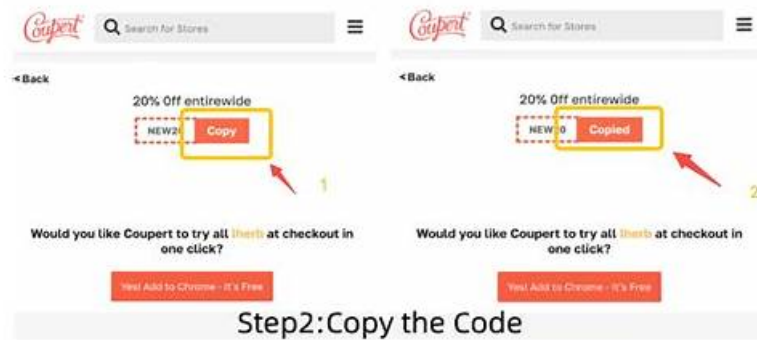 Coupert
Search for Stores
<Back
20% Off entirewide
NEW2
Copy
1
Would you like Coupert to try all Iherb at checkout in
one click?
Yes! Add to Chrome - It's Free
Coupert
Search for Stores
<Back
20% Off entirewide
NEW20
Copied
2
Would you like Coupert to try all Iherb at checkout in
one click?
Yes! Add to Chrome - It's Free
Step2:Copy the Code